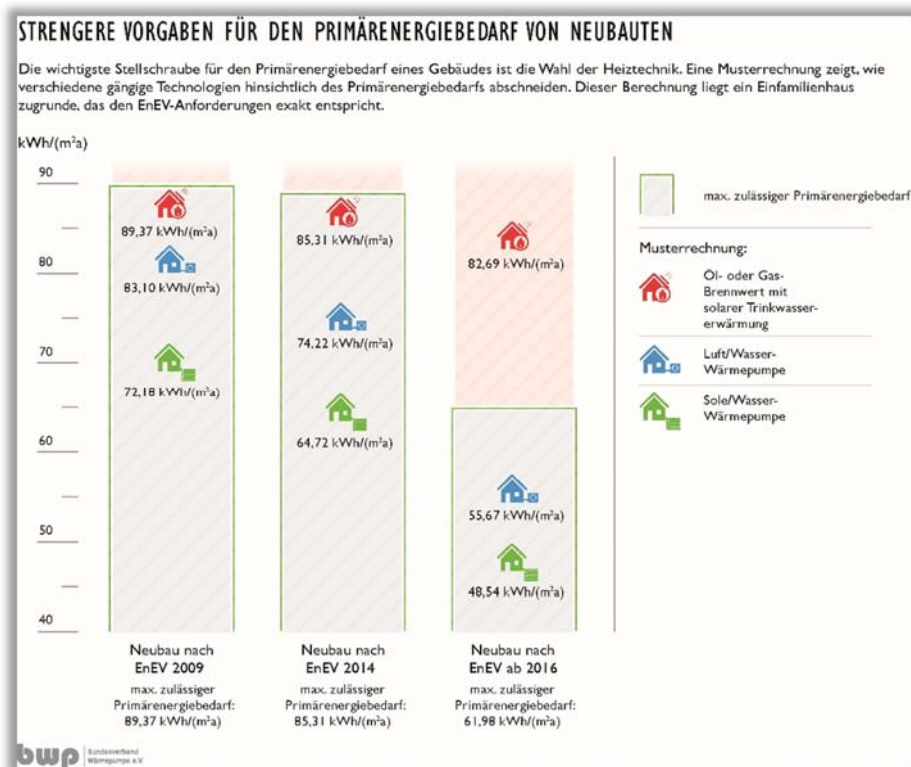 STRENGERE VORGABEN FÜR DEN PRIMÄRENERGIEBEDARF VON NEUBAUTEN
Die wichtigste Stellschraube für den Primärenergiebedarf eines Gebäudes ist die Wahl der Heiztechnik. Eine Musterrechnung zeigt, wie
verschiedene gängige Technologien hinsichtlich des Primärenergiebedarfs abschneiden. Dieser Berechnung liegt ein Einfamilienhaus
zugrunde, das den EnEV-Anforderungen exakt entspricht.
kWh/(m²a)
90
80
70
60
50
40
89,37 kWh/(m²a)
83,10 kWh/(m²a)
72,18 kWh/(m²a)
85,31 kWh/(m²a)
74,22 kWh/(m²a)
64,72 kWh/(m²a)
82,69 kWh/(m²a)
55,67 kWh/(m²a)
48,54 kWh/(m²a)
Neubau nach
EnEV 2009
max. zulässiger
Primärenergiebedarf:
89,37 kWh/(m²a)
Neubau nach
EnEV 2014
max. zulässiger
Primärenergiebedarf:
85,31 kWh/(m²a)
Neubau nach
EnEV ab 2016
max. zulässiger
Primärenergiebedarf:
61,98 kWh/(m²a)
max. zulässiger Primärenergiebedarf
Musterrechnung:
Öl- oder Gas-
Brennwert mit
solarer Trinkwasser-
erwärmung
Luft/Wasser-
Wärmepumpe
Sole/Wasser-
Wärmepumpe
bwp
Bundesverband
Wärmepumpe e.V.